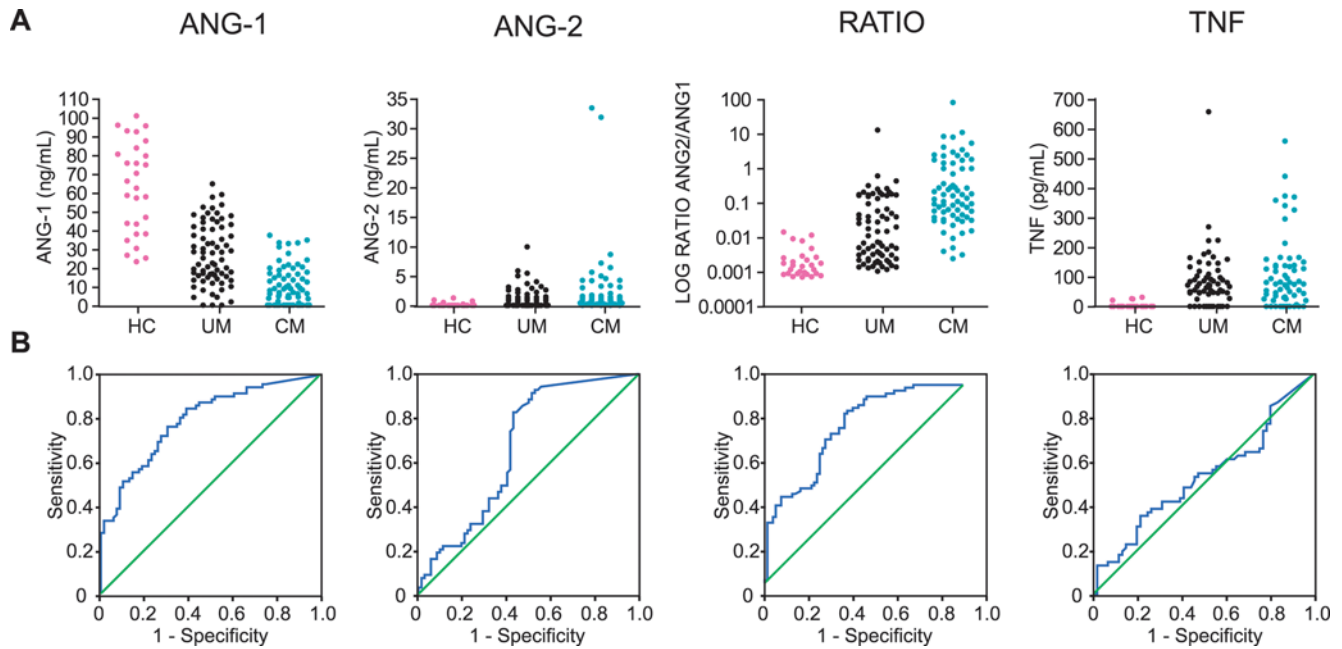 A
ANG-1
ANG-2
RATIO
TNF
ANG-1 (ng/mL)
110
100
90
80
70
60
50
40
30
20
10
0
HC UM CM
ANG-2 (ng/mL)
35
30
25
20
15
10
5
0
HC UM CM
LOG RATIO ANG2/ANG1
100
10
1
0.1
0.01
0.001
0.0001
HC UM CM
TNF (pg/mL)
700
600
500
400
300
200
100
0
HC UM CM
B
Sensitivity
1.0
0.8
0.6
0.4
0.2
0
0 0.2 0.4 0.6 0.8 1.0
1 - Specificity
Sensitivity
1.0
0.8
0.6
0.4
0.2
0
0 0.2 0.4 0.6 0.8 1.0
1 - Specificity
Sensitivity
1.0
0.8
0.6
0.4
0.2
0
0 0.2 0.4 0.6 0.8 1.0
1 - Specificity
Sensitivity
1.0
0.8
0.6
0.4
0.2
0
0 0.2 0.4 0.6 0.8 1.0
1 - Specificity